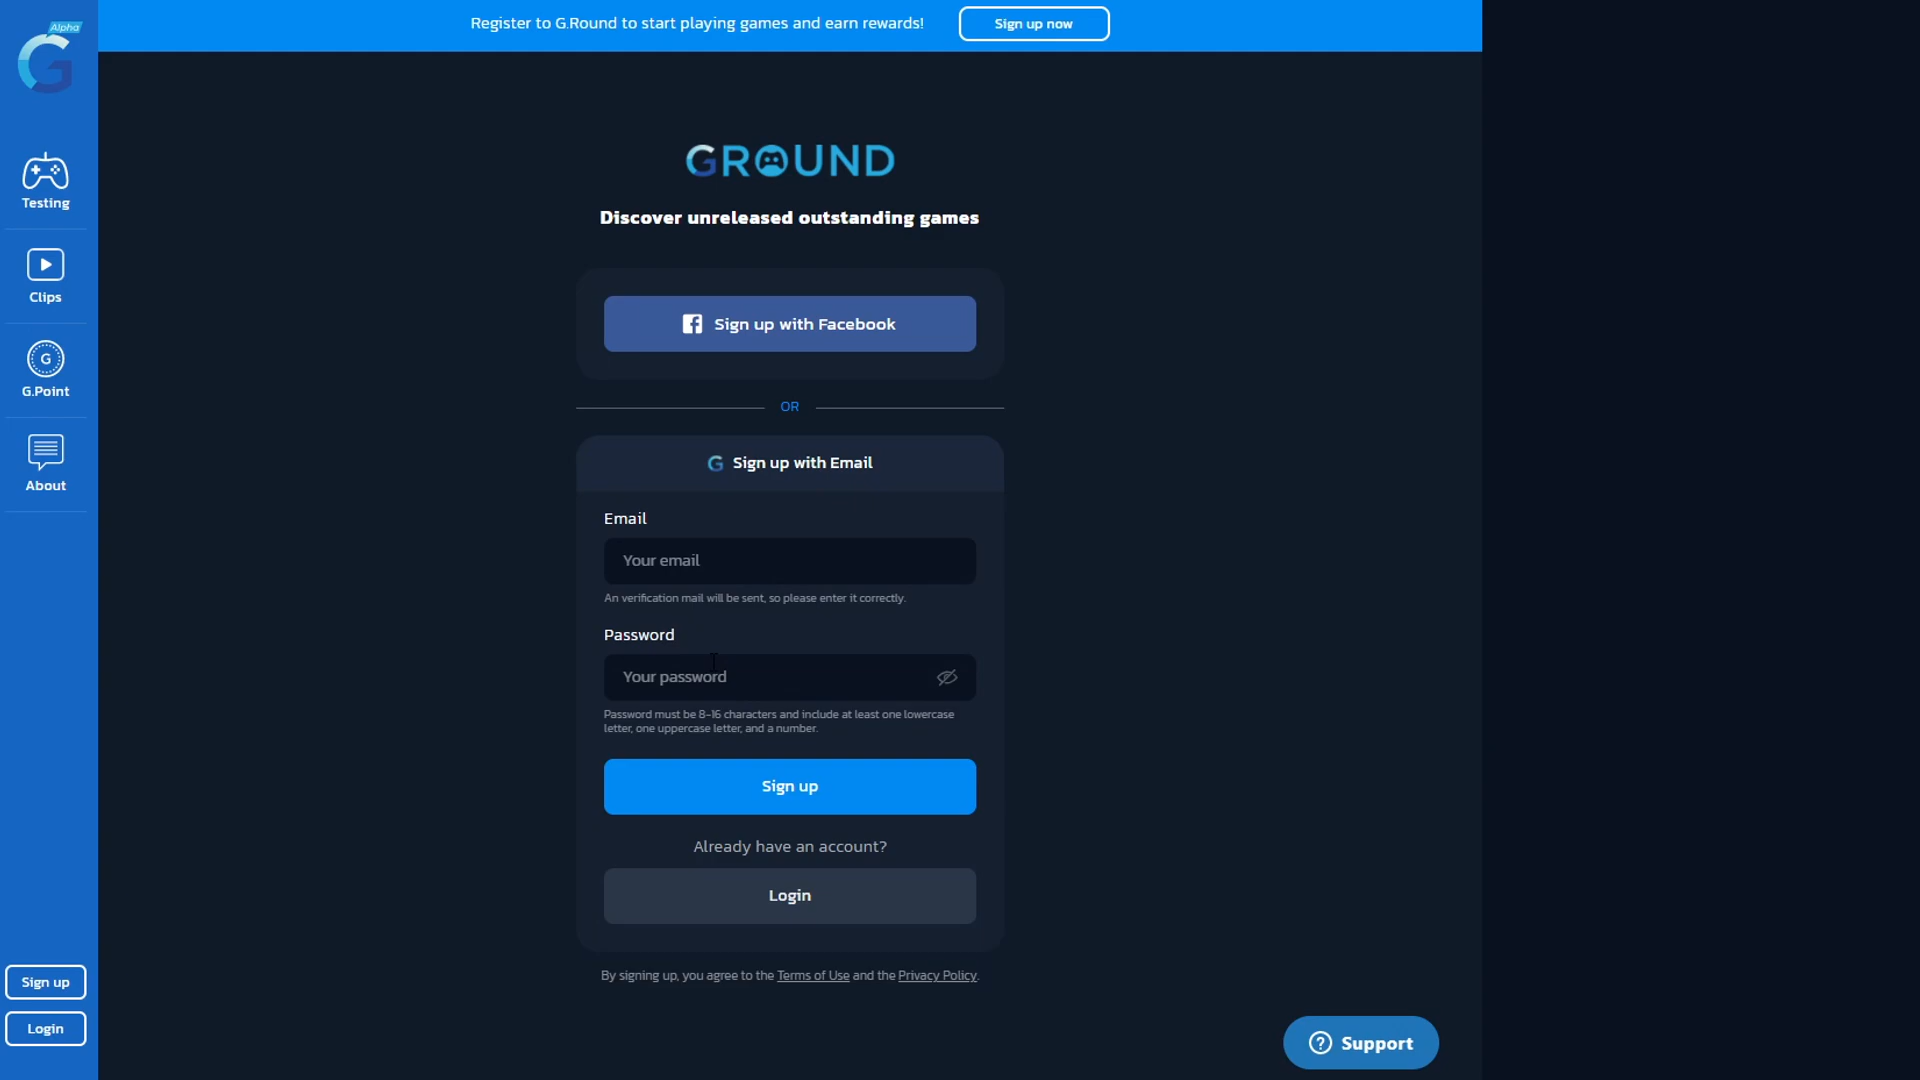 Register to G.Round to start playing games and earn rewards!
Sign up now
Alpha
G
Testing
Clips
G
G.Point
About
Sign up
Login
GROUND
Discover unreleased outstanding games
Sign up with Facebook
OR
G Sign up with Email
Email
Your email
An verification mail will be sent, so please enter it correctly.
Password
Your password
Password must be 8-16 characters and include at least one lowercase
letter, one uppercase letter, and a number.
Sign up
Already have an account?
Login
By signing up, you agree to the Terms of Use and the Privacy Policy.
? Support